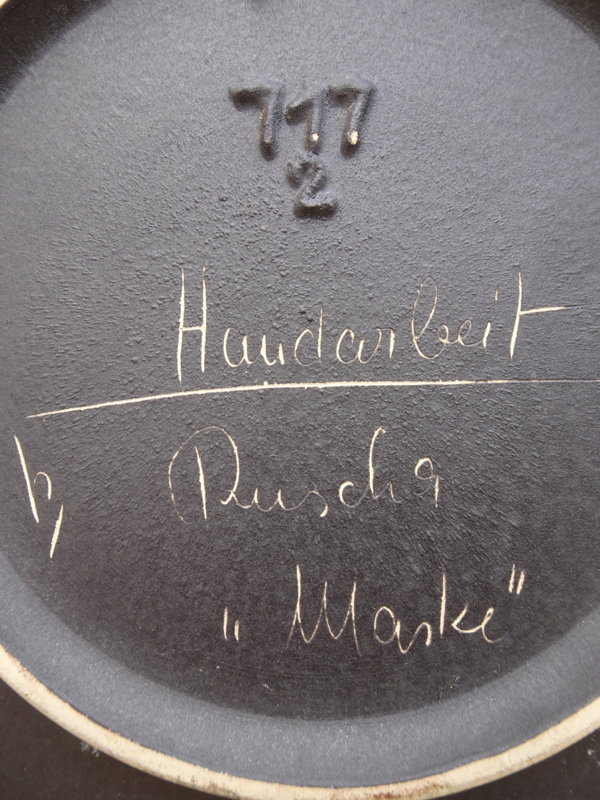 717
2
Handarbeit
h
Ruscha
„Maske"